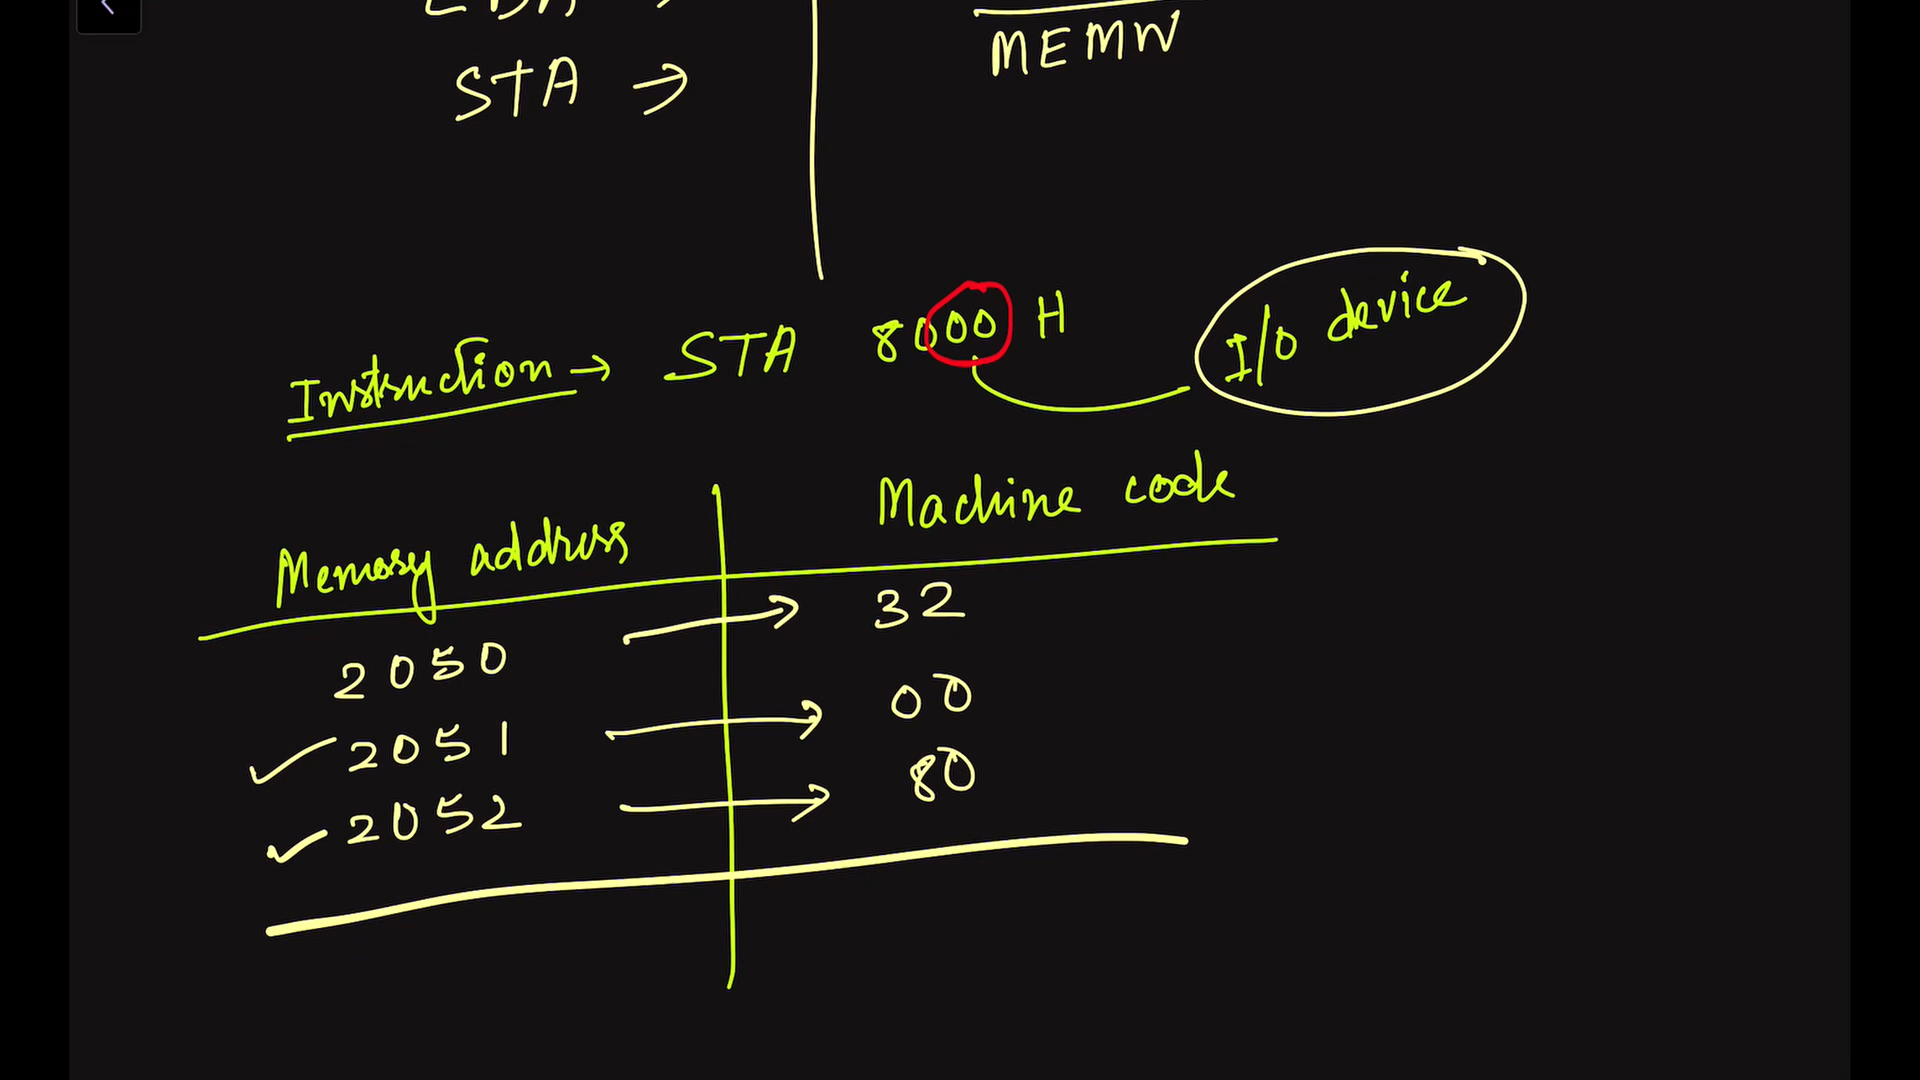 STA →
MEMW
Instruction → STA 8000 H
I/O device
Memory address
Machine code
2050 → 32
2051 → 00
2052 → 80